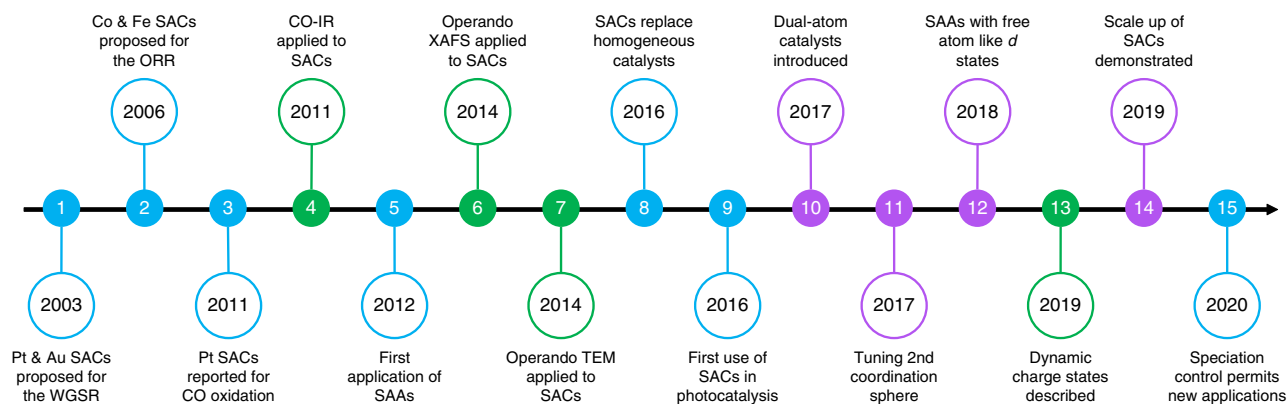 Co & Fe SACs
proposed for
the ORR
CO-IR
applied to
SACs
Operando
XAFS applied
to SACs
SACs replace
homogeneous
catalysts
Dual-atom
catalysts
introduced
SAAs with free
atom like d
states
Scale up of
SACs
demonstrated
2006
2011
2014
2016
2017
2018
2019
1
2
3
4
5
6
7
8
9
10
11
12
13
14
15
2003
2011
2012
2014
2016
2017
2019
2020
Pt & Au SACs
proposed for
the WGSR
Pt SACs
reported for
CO oxidation
First
application of
SAAs
Operando TEM
applied to
SACs
First use of
SACs in
photocatalysis
Tuning 2nd
coordination
sphere
Dynamic
charge states
described
Speciation
control permits
new applications